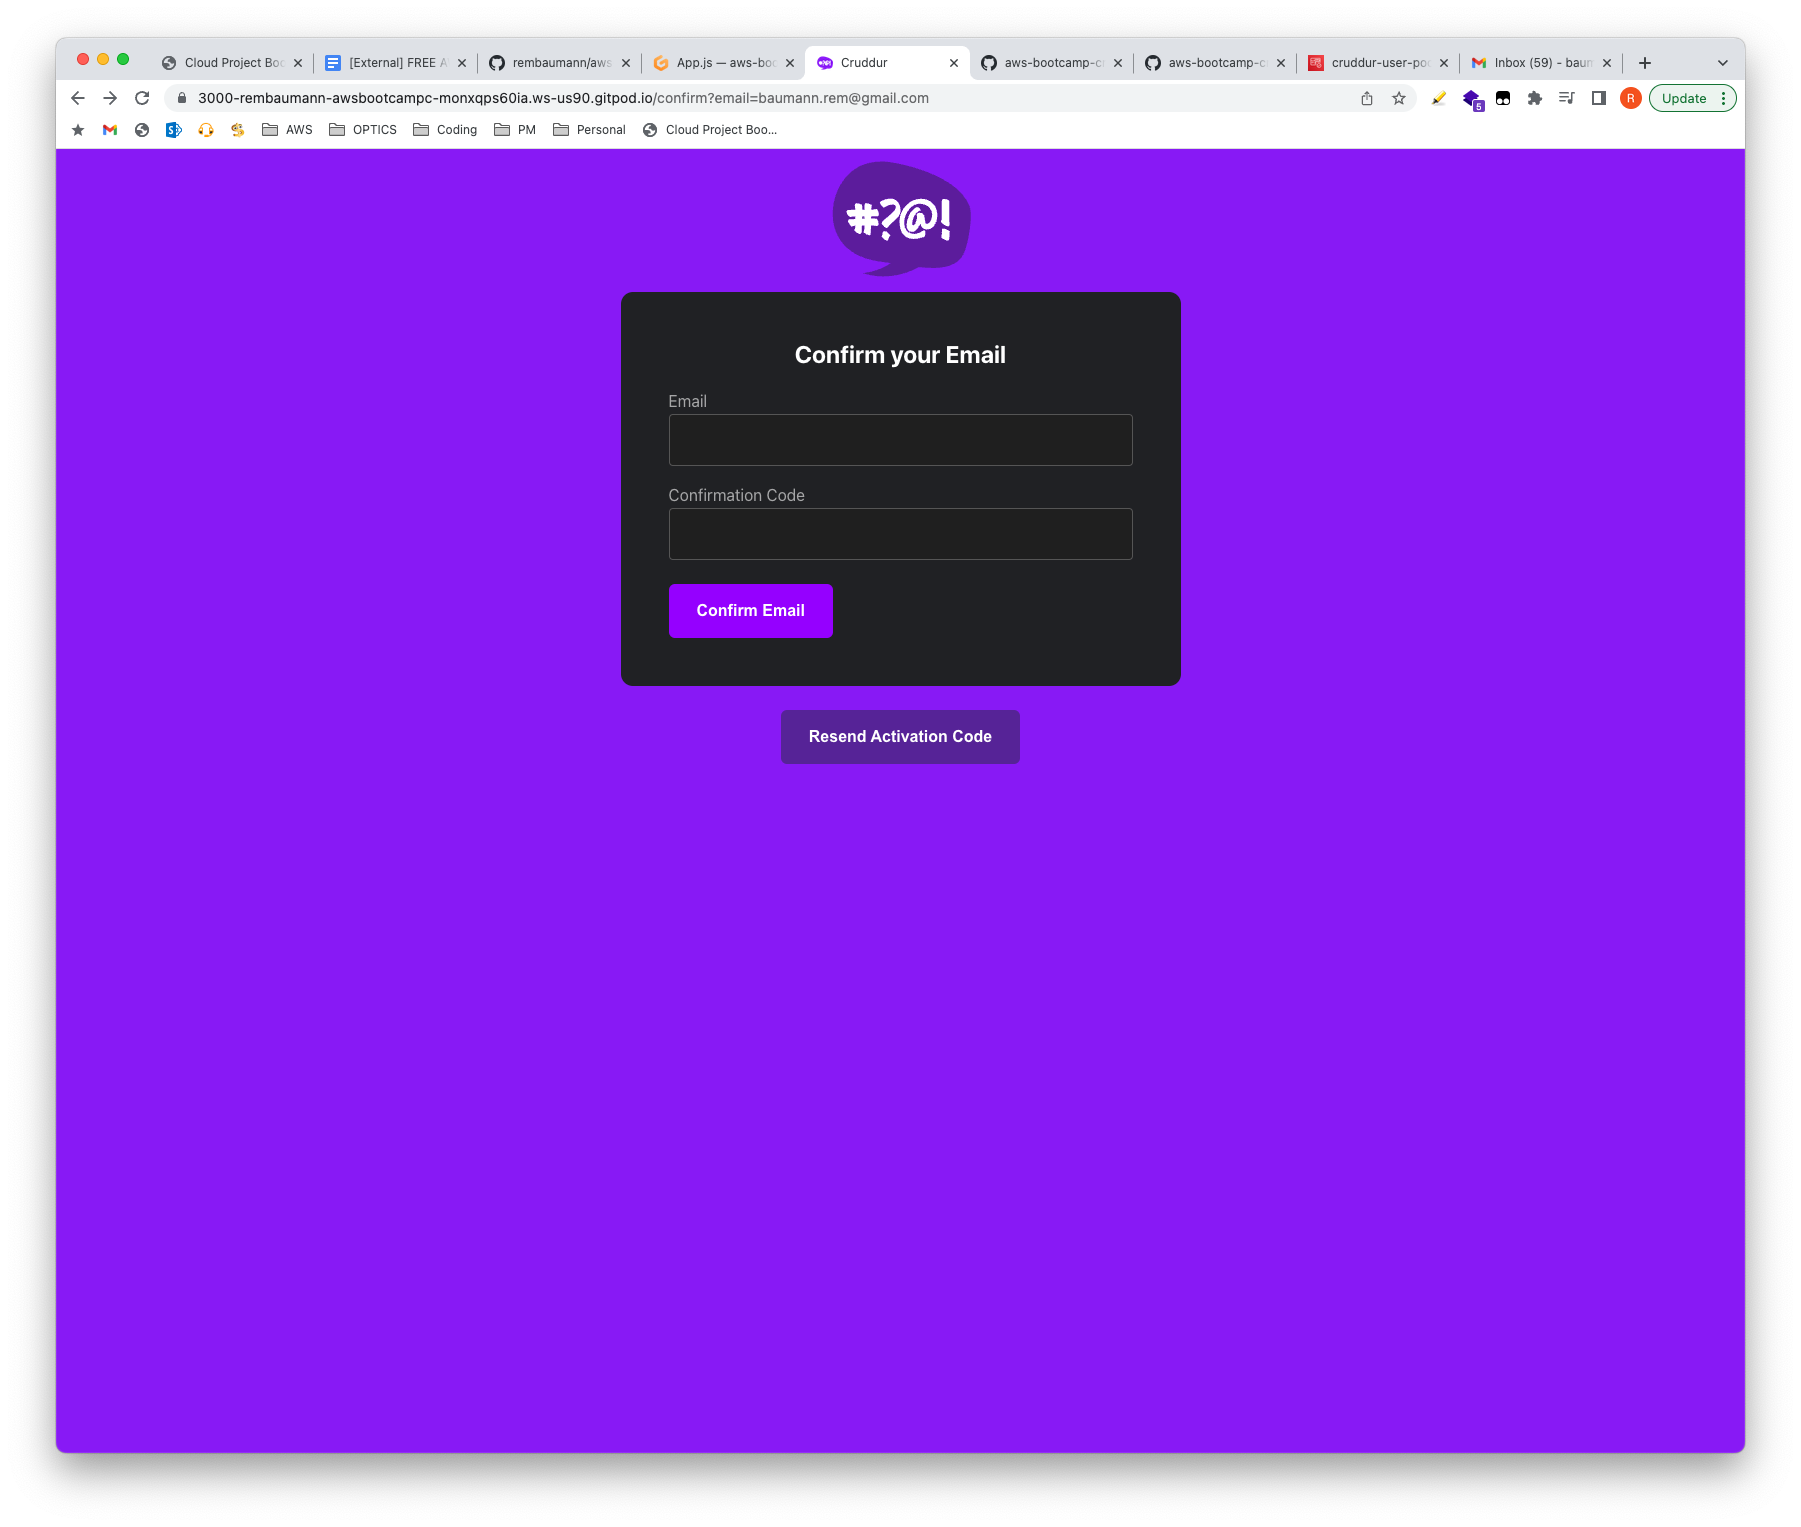 Cloud Project Boo
[External] FREE A
rembaumann/aws
App.js — aws-boo
Cruddur
aws-bootcamp-c
aws-bootcamp-c
cruddur-user-poo
Inbox (59) - baum
3000-rembaumann-awsbootcampc-monxqps60ia.ws-us90.gitpod.io/confirm?email=baumann.rem@gmail.com
5
R
Update
AWS
OPTICS
Coding
PM
Personal
Cloud Project Boo...
#?@!
Confirm your Email
Email
Confirmation Code
Confirm Email
Resend Activation Code